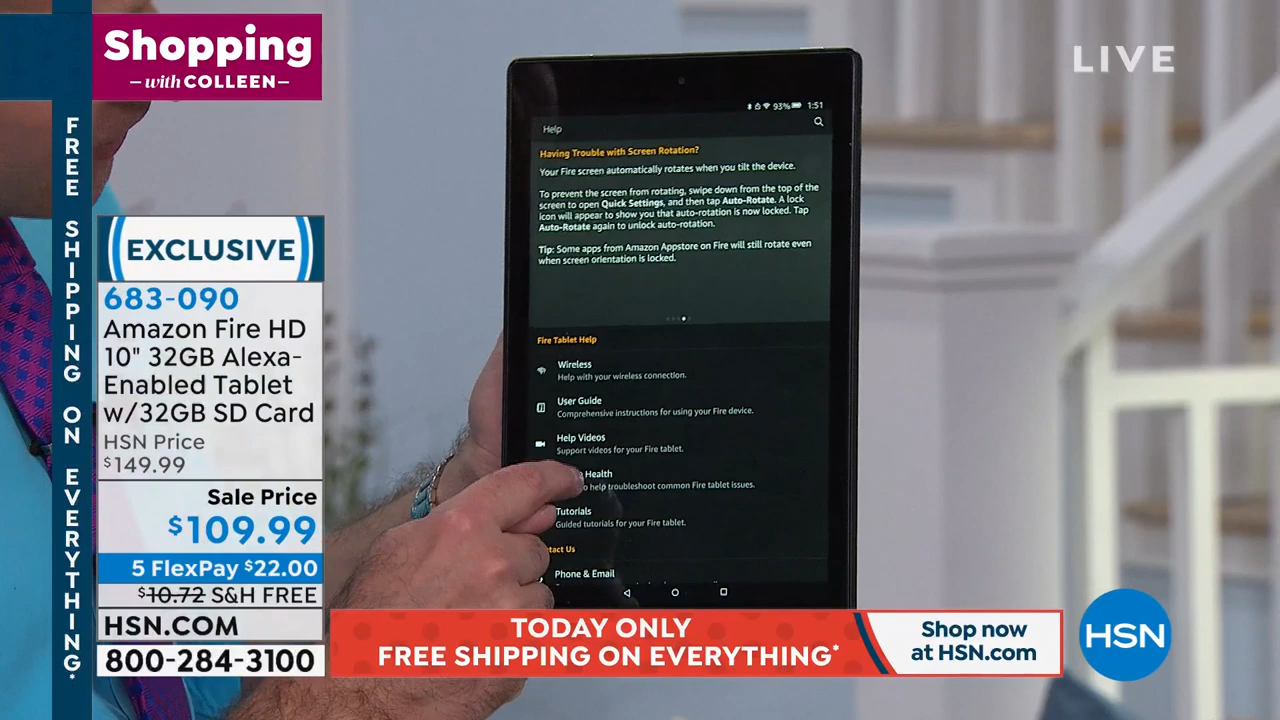 Shopping
–with COLLEEN–
LIVE
FREE SHIPPING ON EVERYTHING*
EXCLUSIVE
683-090
Amazon Fire HD
10" 32GB Alexa-
Enabled Tablet
w/32GB SD Card
HSN Price
$149.99
Sale Price
$109.99
5 FlexPay $22.00
$10.72 S&H FREE
HSN.COM
800-284-3100
93% 1:51
Help
Having Trouble with Screen Rotation?
Your Fire screen automatically rotates when you tilt the device.
To prevent the screen from rotating, swipe down from the top of the
screen to open Quick Settings, and then tap Auto-Rotate. A lock
icon will appear to show you that auto-rotation is now locked. Tap
Auto-Rotate again to unlock auto-rotation.
Tip: Some apps from Amazon Appstore on Fire will still rotate even
when screen orientation is locked.
Fire Tablet Help
Wireless
Help with your wireless connection.
User Guide
Comprehensive instructions for using your Fire device.
Help Videos
Support videos for your Fire tablet.
Health
help troubleshoot common Fire tablet issues.
Tutorials
Guided tutorials for your Fire tablet.
Us
Phone & Email
TODAY ONLY
FREE SHIPPING ON EVERYTHING*
Shop now
at HSN.com
HSN